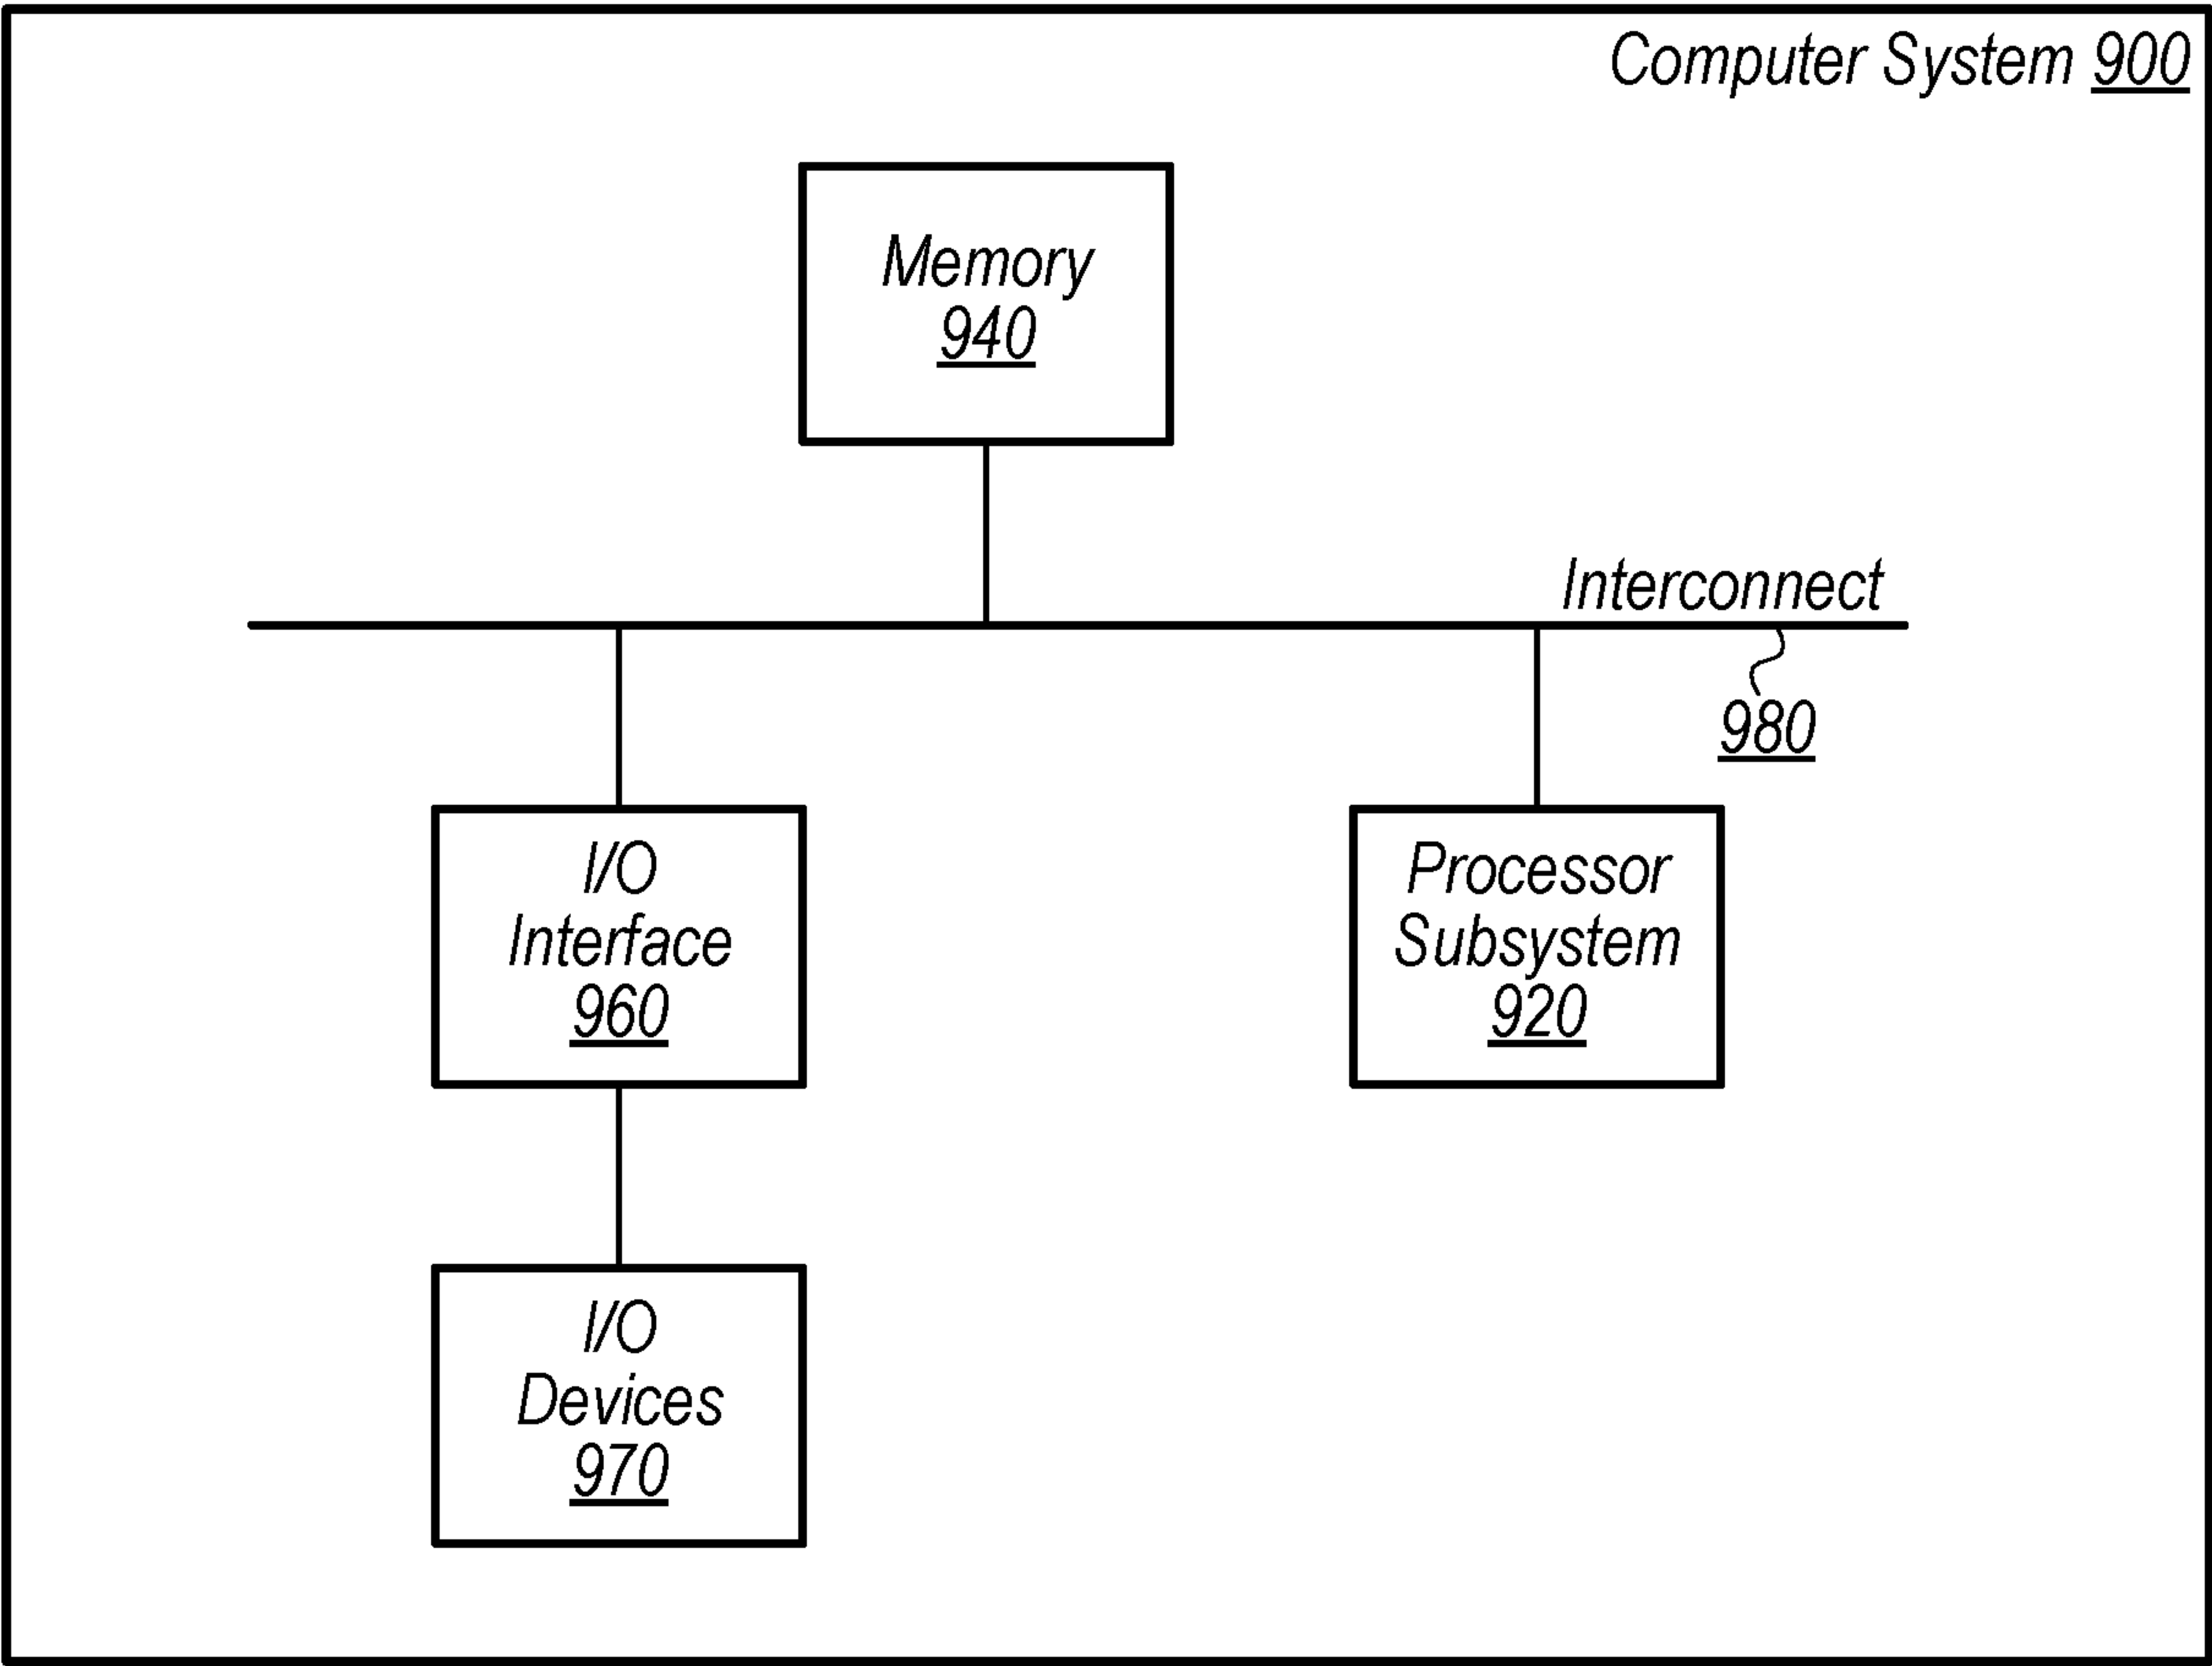 Computer System 900
Memory
940
Interconnect
980
I/O
Interface
960
Processor
Subsystem
920
I/O
Devices
970